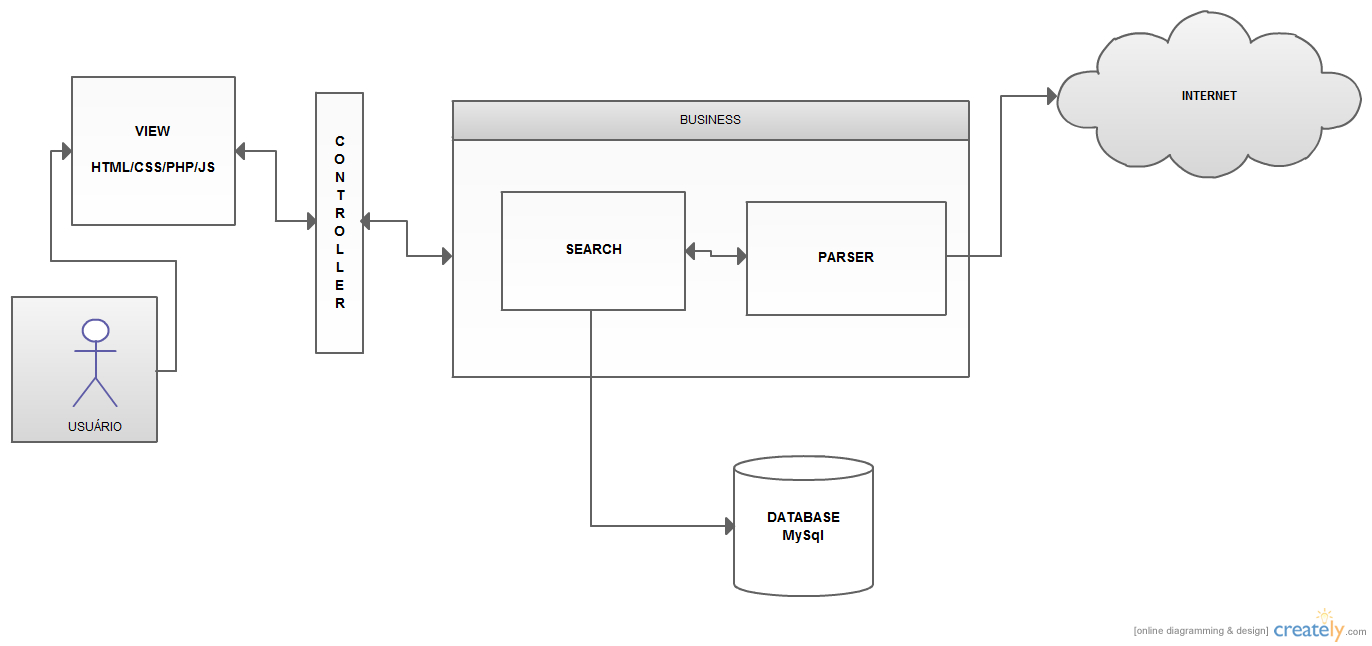 VIEW
HTML/CSS/PHP/JS
USUÁRIO
C
O
N
T
R
O
L
L
E
R
BUSINESS
SEARCH
PARSER
INTERNET
DATABASE
MySql
[online diagramming & design] creately.com